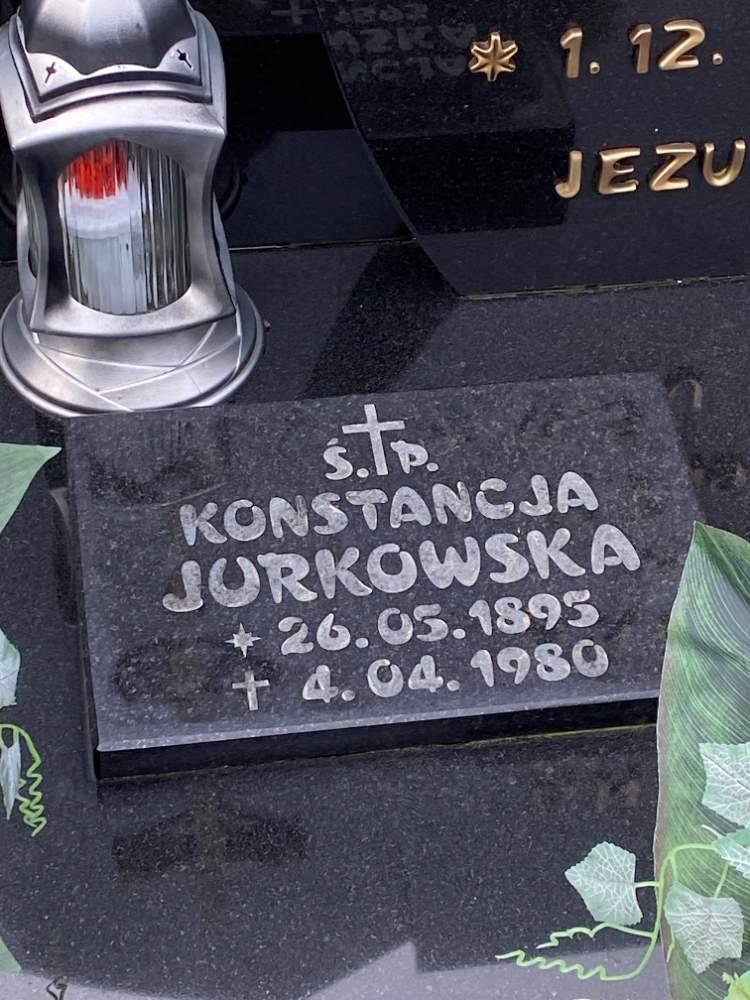 * 1. 12.
JEZU
Ś. P.
KONSTANCJA
JURKOWSKA
* 26. 05. 1895
+ 4. 04. 1980